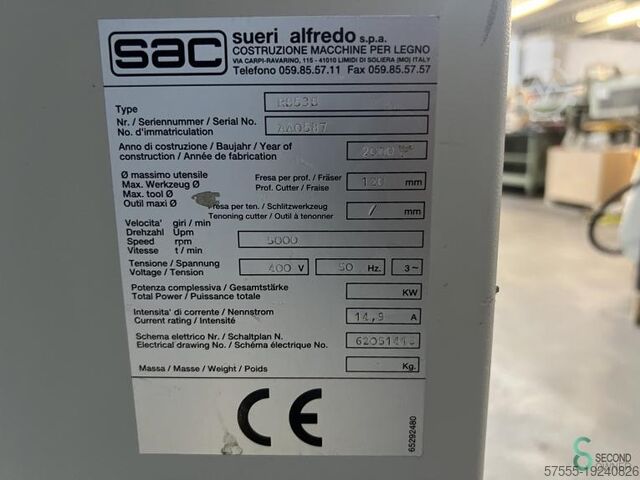 sac sueri alfredo s.p.a.
COSTRUZIONE MACCHINE PER LEGNO
VIA CARPI-RAVARINO, 115 - 41010 LIMIDI DI SOLIERA (MO) ITALY
Telefono 059.85.57.11 Fax 059.85.57.57
Type
Nr. / Seriennummer / Serial No.
No. d'immatriculation
Anno di costruzione / Baujahr / Year of
construction / Année de fabrication
Ø massimo utensile
Max. Werkzeug Ø
Max. tool Ø
Outil maxi Ø
Fresa per prof. / Fräser
Prof. Cutter / Fraise
120 mm
Fresa per ten. / Schlitzwerkzeug
Tenoning cutter / Outil à tenonner
/ mm
Velocita' giri / min
Drehzahl Upm
Speed rpm
Vitesse t / min
5000
Tensione / Spannung
Voltage / Tension
400 V 50 Hz. 3~
Potenza complessiva / Gesamtstärke
Total Power / Puissance totale
KW
Intensita' di corrente / Nennstrom
Current rating / Intensité
14,9 A
Schema elettrico Nr. / Schaltplan N.
Electrical drawing No. / Schéma électrique No.
Massa / Masse / Weight / Poids
Kg.
CE
65292480
SECOND
57555-19240826